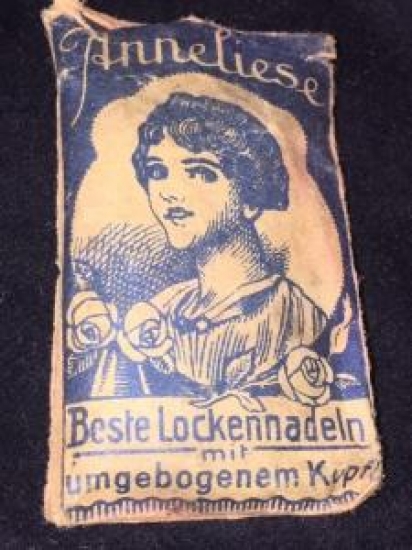 Anneliese
Beste Lockennadeln
mit
umgebogenem Kupf!